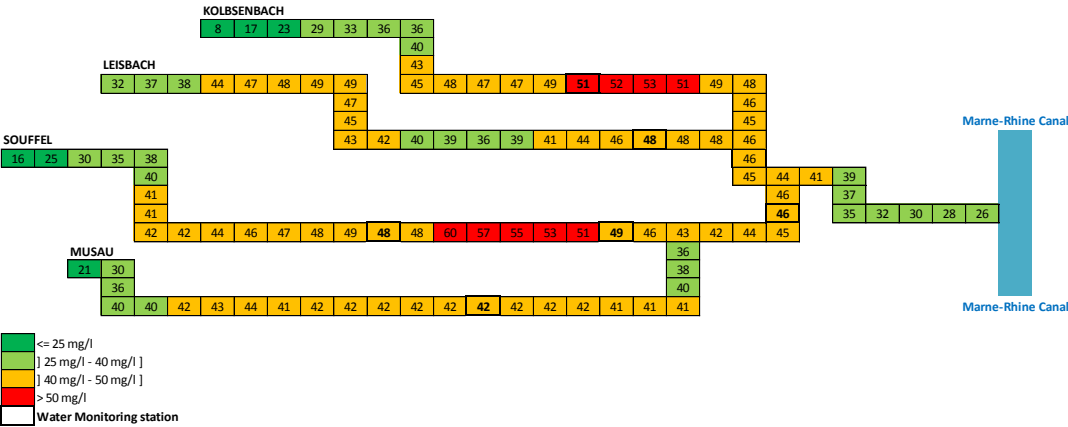 KOLBSENBACH
8 17 23 29 33 36 36
40
LEISBACH
43
32 37 38 44 47 48 49 49
45 48 47 47 49 51 52 53 51 49 48
47
46
45
45
Marne-Rhine Canal
43 42 40 39 36 39 41 44 46 48 48 48 46
SOUFFEL
16 25 30 35 38
46
40
45 44 41 39
41
46
37
41
46
35 32 30 28 26
42 42 44 46 47 48 49 48 48 60 57 55 53 51 49 46 43 42 44 45
MUSAU
36
21 30
38
36
40
40 40 42 43 44 41 42 42 42 42 42 42 42 42 42 41 41 41
Marne-Rhine Canal
<= 25 mg/l
] 25 mg/l - 40 mg/l ]
] 40 mg/l - 50 mg/l ]
> 50 mg/l
Water Monitoring station